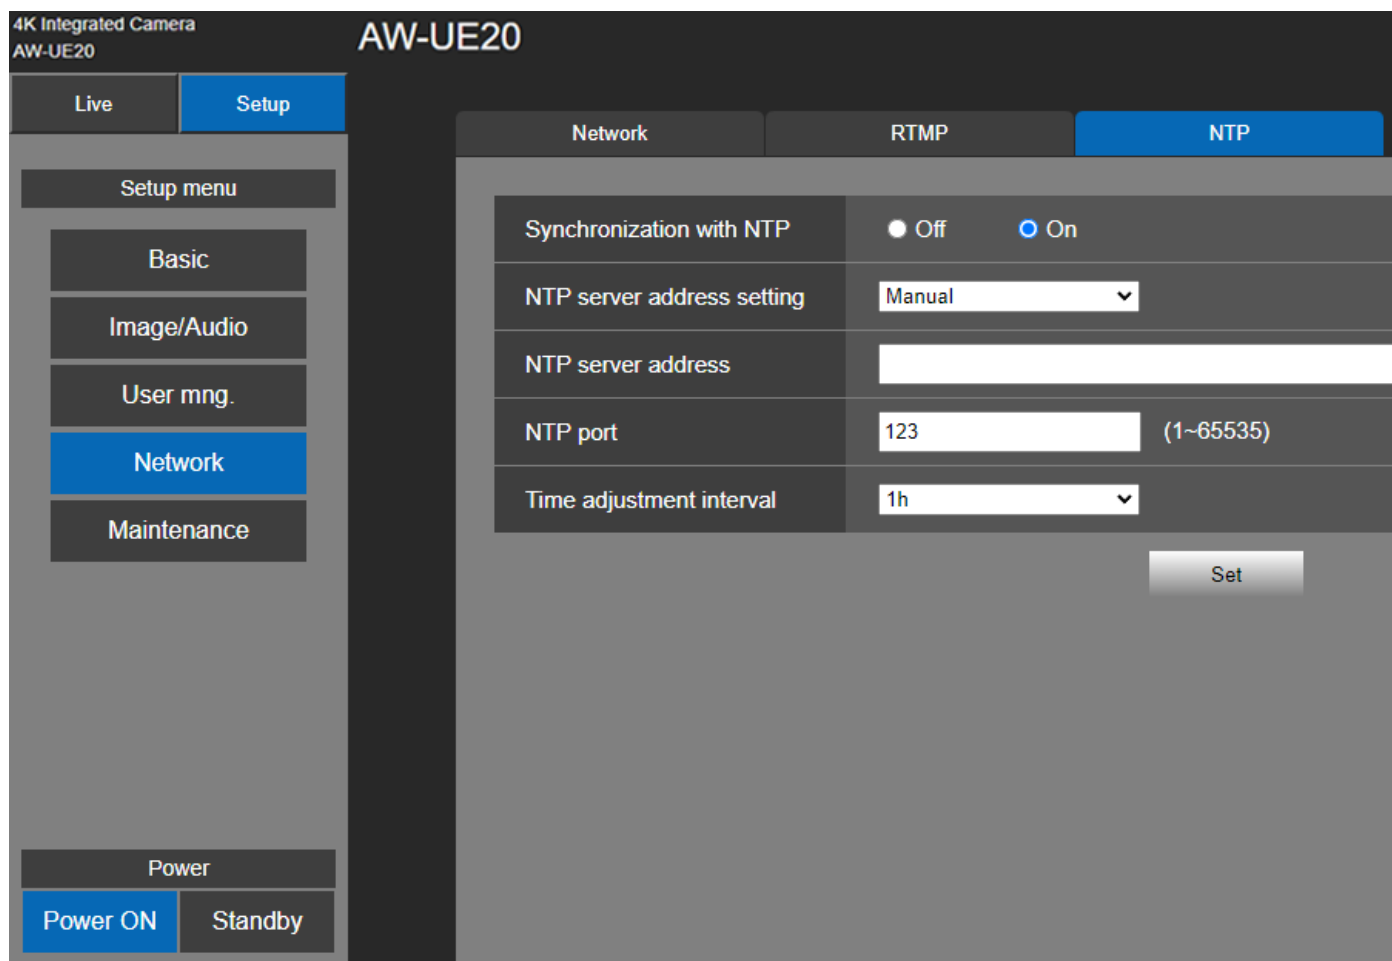 4K Integrated Camera
AW-UE20
AW-UE20
Live
Setup
Setup menu
Basic
Image/Audio
User mng.
Network
Maintenance
Power
Power ON
Standby
Network
RTMP
NTP
Synchronization with NTP
Off
On
NTP server address setting
Manual
NTP server address
NTP port
123
(1~65535)
Time adjustment interval
1h
Set